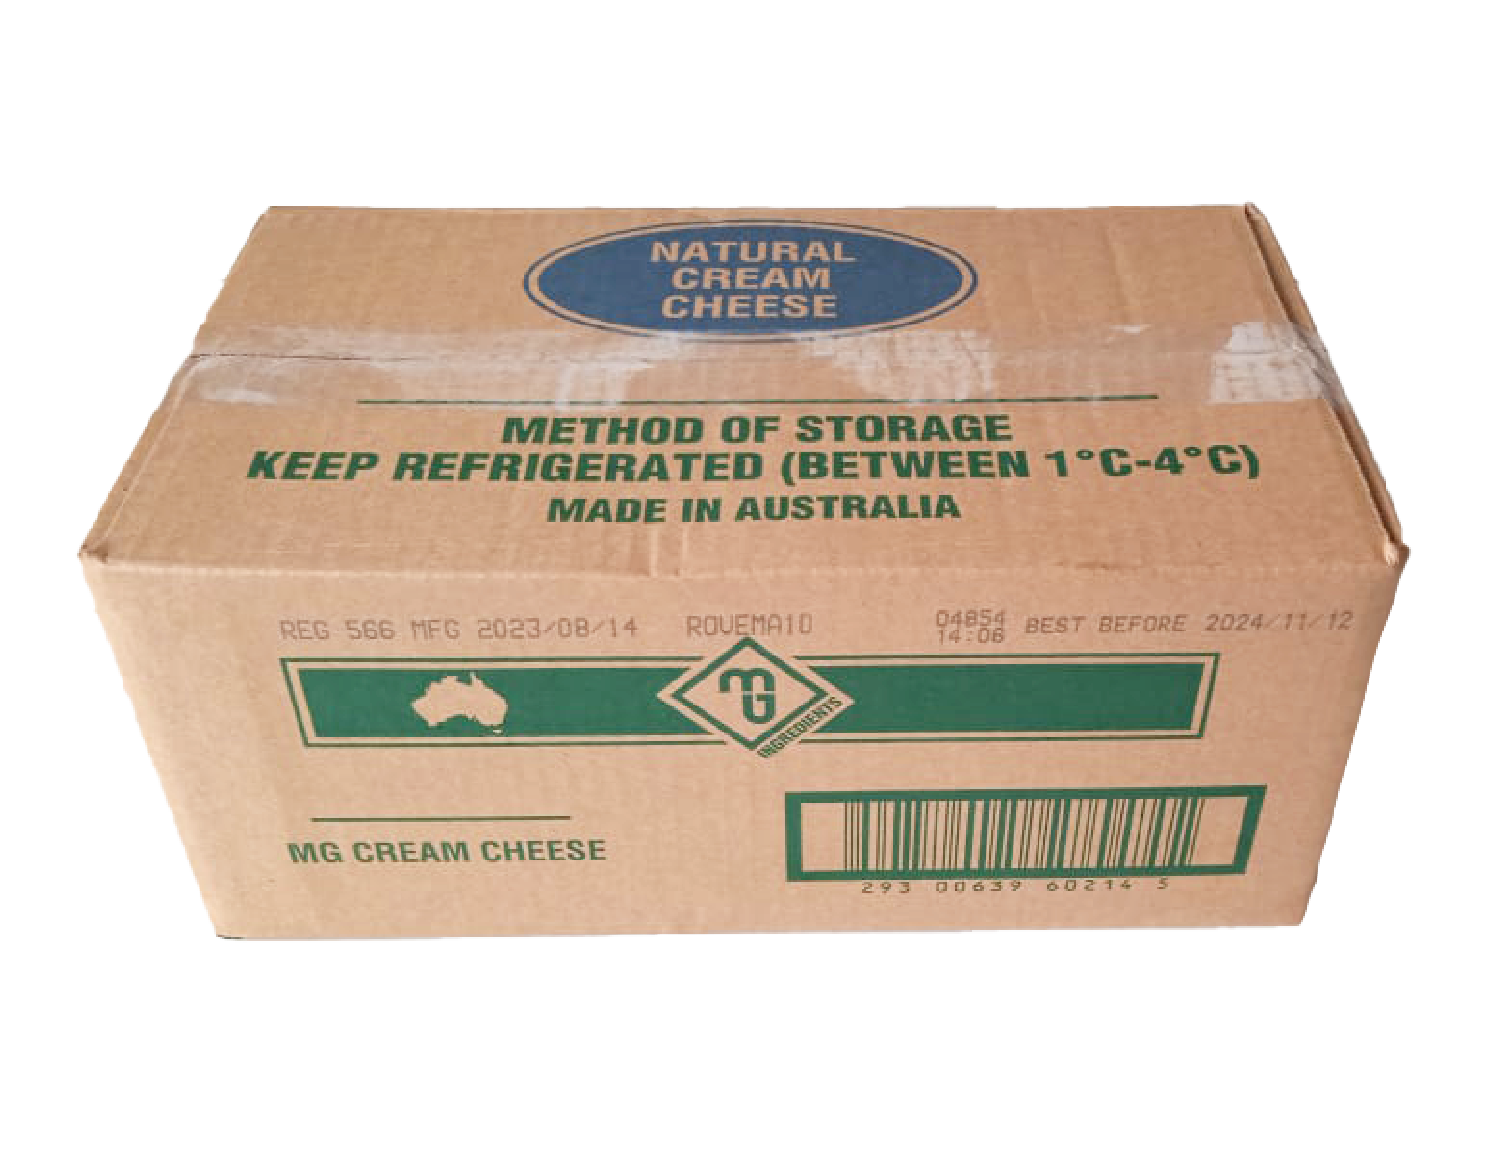 NATURAL
CREAM
CHEESE
METHOD OF STORAGE
KEEP REFRIGERATED (BETWEEN 1°C-4°C)
MADE IN AUSTRALIA
REG 566 MFG 2023/08/14 ROVEMA10 04854 BEST BEFORE 2024/11/12
14:06
MG
INGREDIENTS
MG CREAM CHEESE
293 00639 60214 5